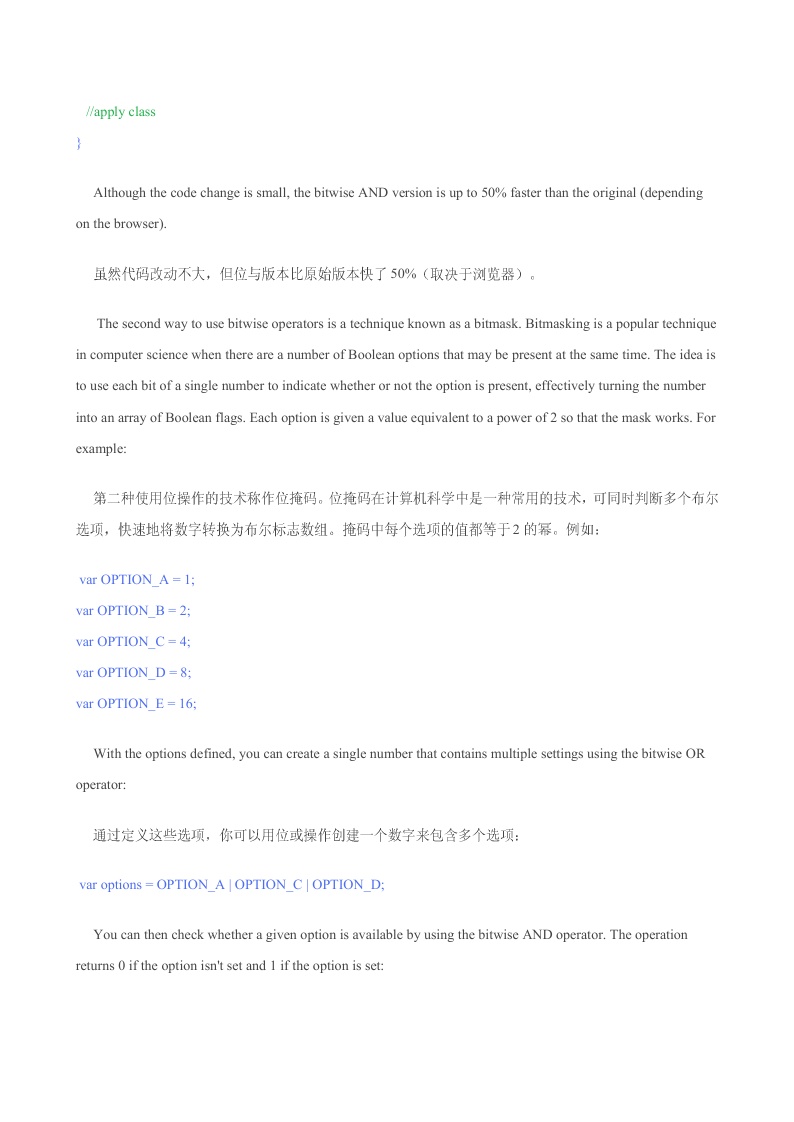 //apply class
}
Although the code change is small, the bitwise AND version is up to 50% faster than the original (depending
on the browser).
虽然代码改动不大，但位与版本比原始版本快了 50%（取决于浏览器）。
The second way to use bitwise operators is a technique known as a bitmask. Bitmasking is a popular technique
in computer science when there are a number of Boolean options that may be present at the same time. The idea is
to use each bit of a single number to indicate whether or not the option is present, effectively turning the number
into an array of Boolean flags. Each option is given a value equivalent to a power of 2 so that the mask works. For
example:
第二种使用位操作的技术称作位掩码。位掩码在计算机科学中是一种常用的技术，可同时判断多个布尔
选项，快速地将数字转换为布尔标志数组。掩码中每个选项的值都等于 2 的幂。例如：
var OPTION_A = 1;
var OPTION_B = 2;
var OPTION_C = 4;
var OPTION_D = 8;
var OPTION_E = 16;
With the options defined, you can create a single number that contains multiple settings using the bitwise OR
operator:
通过定义这些选项，你可以用位或操作创建一个数字来包含多个选项：
var options = OPTION_A | OPTION_C | OPTION_D;
You can then check whether a given option is available by using the bitwise AND operator. The operation
returns 0 if the option isn't set and 1 if the option is set: